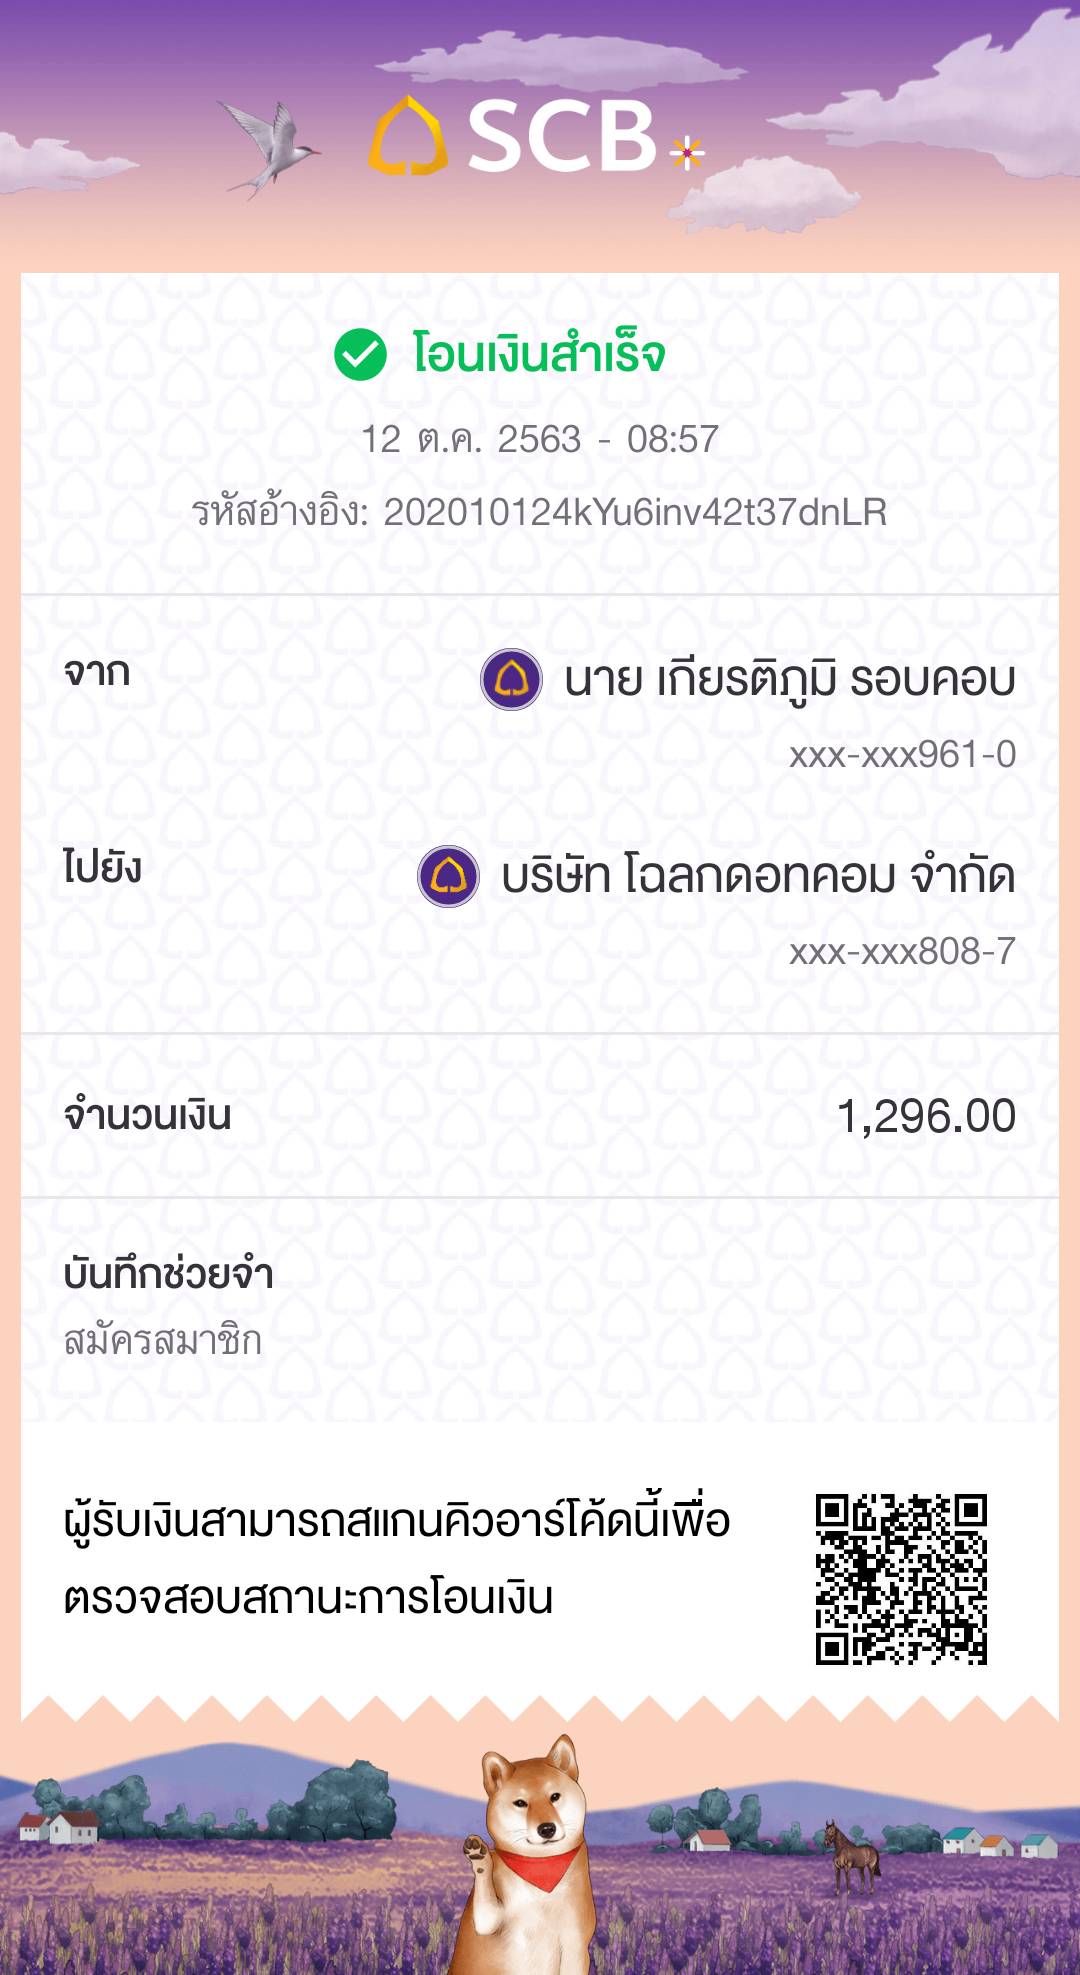 SCB
โอนเงินสำเร็จ
12 ต.ค. 2563 - 08:57
รหัสอ้างอิง: 202010124kYu6inv42t37dnLR
จาก
นาย เกียรติภูมิ รอบคอบ
xxx-xxx961-0
ไปยัง
บริษัท โฉลกดอทคอม จำกัด
xxx-xxx808-7
จำนวนเงิน 1,296.00
บันทึกช่วยจำ
สมัครสมาชิก
ผู้รับเงินสามารถสแกนคิวอาร์โค้ดนี้เพื่อ
ตรวจสอบสถานะการโอนเงิน